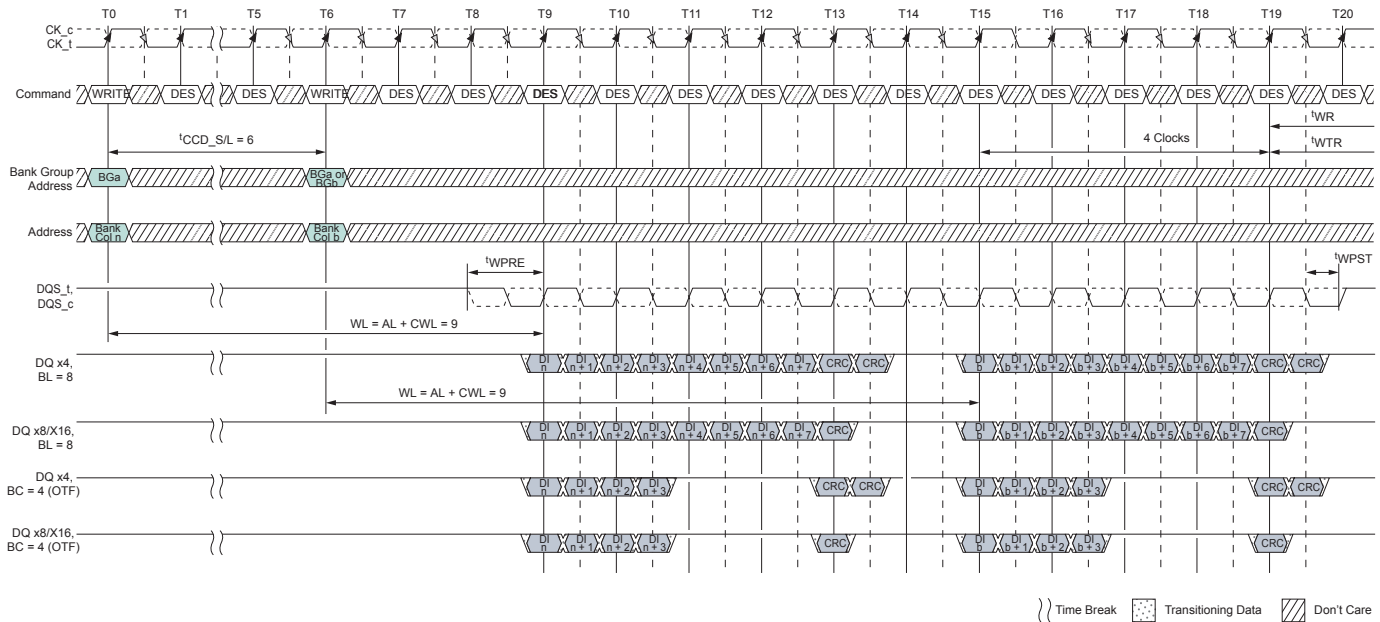 T0 T1 T5 T6 T7 T8 T9 T10 T11 T12 T13 T14 T15 T16 T17 T18 T19 T20
CK_c
CK_t
Command WRITE DES DES WRITE DES DES DES DES DES DES DES DES DES DES DES DES DES DES
tWR
tCCD_S/L = 6
4 Clocks
tWTR
Bank Group
Address
BGa
BGa or
BGb
Address
Bank
Col n
Bank
Col b
tWPRE
tWPST
DQS_t,
DQS_c
WL = AL + CWL = 9
DQ x4,
BL = 8
DI n DI n + 1 DI n + 2 DI n + 3 DI n + 4 DI n + 5 DI n + 6 DI n + 7 CRC CRC DI b DI b + 1 DI b + 2 DI b + 3 DI b + 4 DI b + 5 DI b + 6 DI b + 7 CRC CRC
WL = AL + CWL = 9
DQ x8/X16,
BL = 8
DI n DI n + 1 DI n + 2 DI n + 3 DI n + 4 DI n + 5 DI n + 6 DI n + 7 CRC DI b DI b + 1 DI b + 2 DI b + 3 DI b + 4 DI b + 5 DI b + 6 DI b + 7 CRC
DQ x4,
BC = 4 (OTF)
DI n DI n + 1 DI n + 2 DI n + 3 CRC CRC DI b DI b + 1 DI b + 2 DI b + 3 CRC CRC
DQ x8/X16,
BC = 4 (OTF)
DI n DI n + 1 DI n + 2 DI n + 3 CRC DI b DI b + 1 DI b + 2 DI b + 3 CRC
Time Break Transitioning Data Don't Care